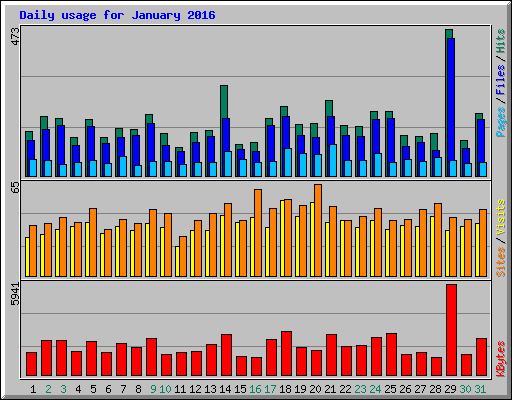 Daily usage for January 2016
473
Pages / Files / Hits
65
Sites / Visits
5941
KBytes
1 2 3 4 5 6 7 8 9 10 11 12 13 14 15 16 17 18 19 20 21 22 23 24 25 26 27 28 29 30 31